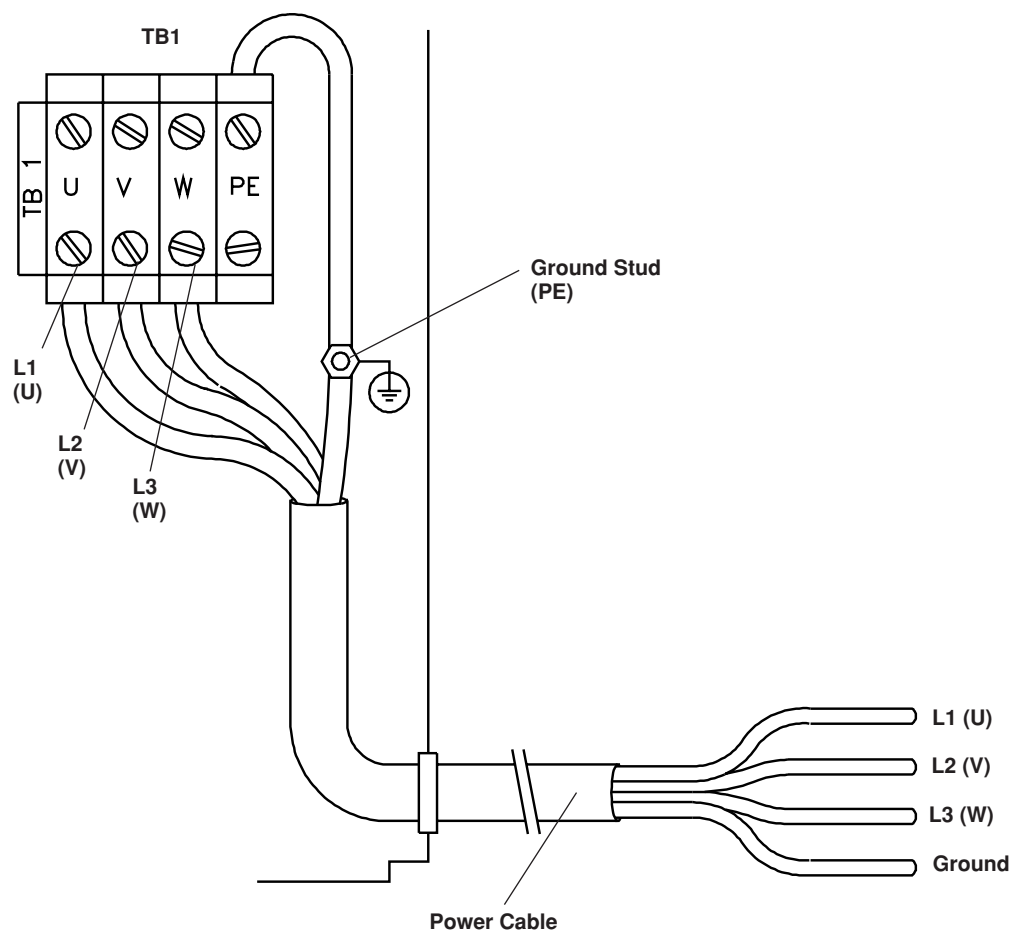 TB1
TB 1
U V W PE
Ground Stud
(PE)
L1
(U)
L2
(V)
L3
(W)
L1 (U)
L2 (V)
L3 (W)
Ground
Power Cable